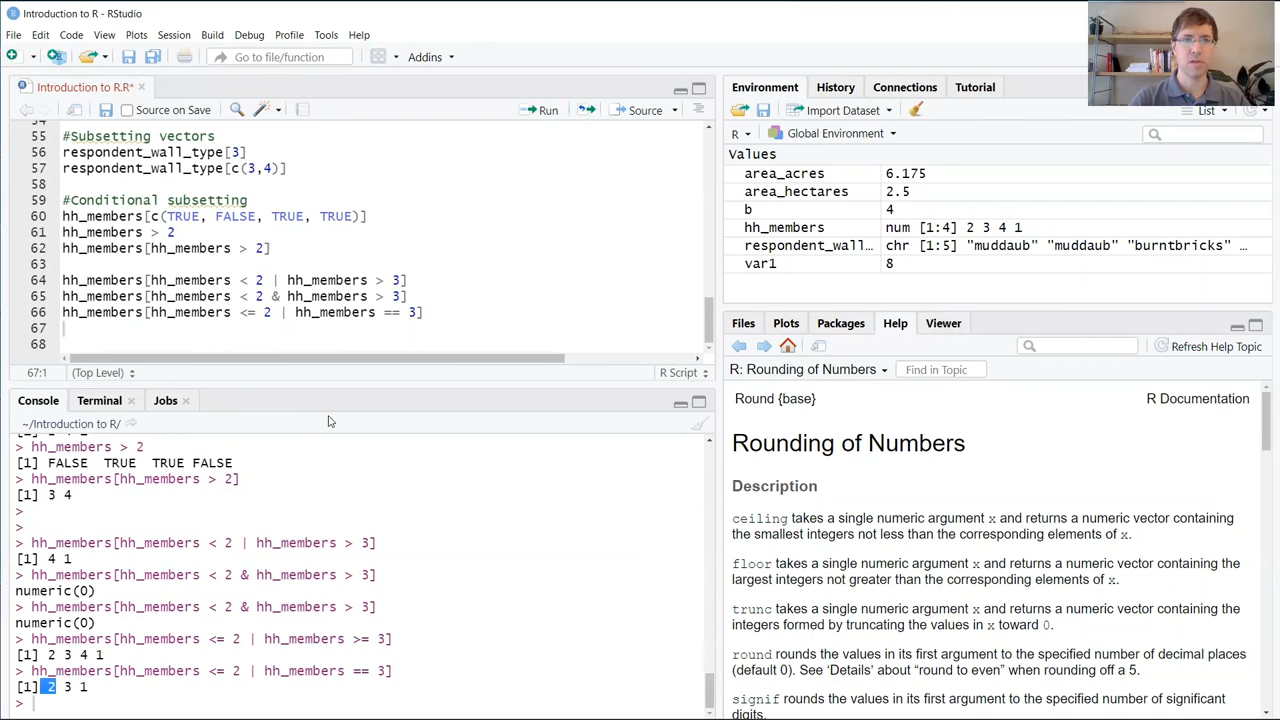 Introduction to R - RStudio
File Edit Code View Plots Session Build Debug Profile Tools Help
Go to file/function Addins
Introduction to R.R*
Source on Save Run Source
55 #Subsetting vectors
56 respondent_wall_type[3]
57 respondent_wall_type[c(3,4)]
58
59 #Conditional subsetting
60 hh_members[c(TRUE, FALSE, TRUE, TRUE)]
61 hh_members > 2
62 hh_members[hh_members > 2]
63
64 hh_members[hh_members < 2 | hh_members > 3]
65 hh_members[hh_members < 2 & hh_members > 3]
66 hh_members[hh_members <= 2 | hh_members == 3]
67
68
67:1 (Top Level) R Script
Console Terminal Jobs
~/Introduction to R/
> hh_members > 2
[1] FALSE TRUE TRUE FALSE
> hh_members[hh_members > 2]
[1] 3 4
>
>
> hh_members[hh_members < 2 | hh_members > 3]
[1] 4 1
> hh_members[hh_members < 2 & hh_members > 3]
numeric(0)
> hh_members[hh_members < 2 & hh_members > 3]
numeric(0)
> hh_members[hh_members <= 2 | hh_members >= 3]
[1] 2 3 4 1
> hh_members[hh_members <= 2 | hh_members == 3]
[1] 2 3 1
>
Environment History Connections Tutorial
Import Dataset List
R Global Environment
Values
area_acres 6.175
area_hectares 2.5
b 4
hh_members num [1:4] 2 3 4 1
respondent_wall… chr [1:5] "muddaub" "muddaub" "burntbricks" …
var1 8
Files Plots Packages Help Viewer
Refresh Help Topic
R: Rounding of Numbers Find in Topic
Round {base} R Documentation
Rounding of Numbers
Description
ceiling takes a single numeric argument x and returns a numeric vector containing
the smallest integers not less than the corresponding elements of x.
floor takes a single numeric argument x and returns a numeric vector containing the
largest integers not greater than the corresponding elements of x.
trunc takes a single numeric argument x and returns a numeric vector containing the
integers formed by truncating the values in x toward 0.
round rounds the values in its first argument to the specified number of decimal places
(default 0). See ‘Details’ about “round to even” when rounding off a 5.
signif rounds the values in its first argument to the specified number of significant
digits.